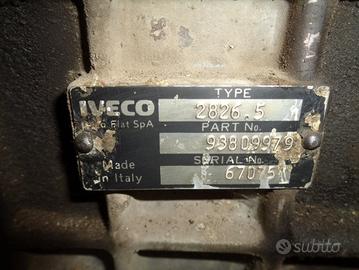 TYPE
IVECO 2826.5
Fiat SpA
PART No.
93809979
SERIAL No.
Made
in Italy
67075
subito